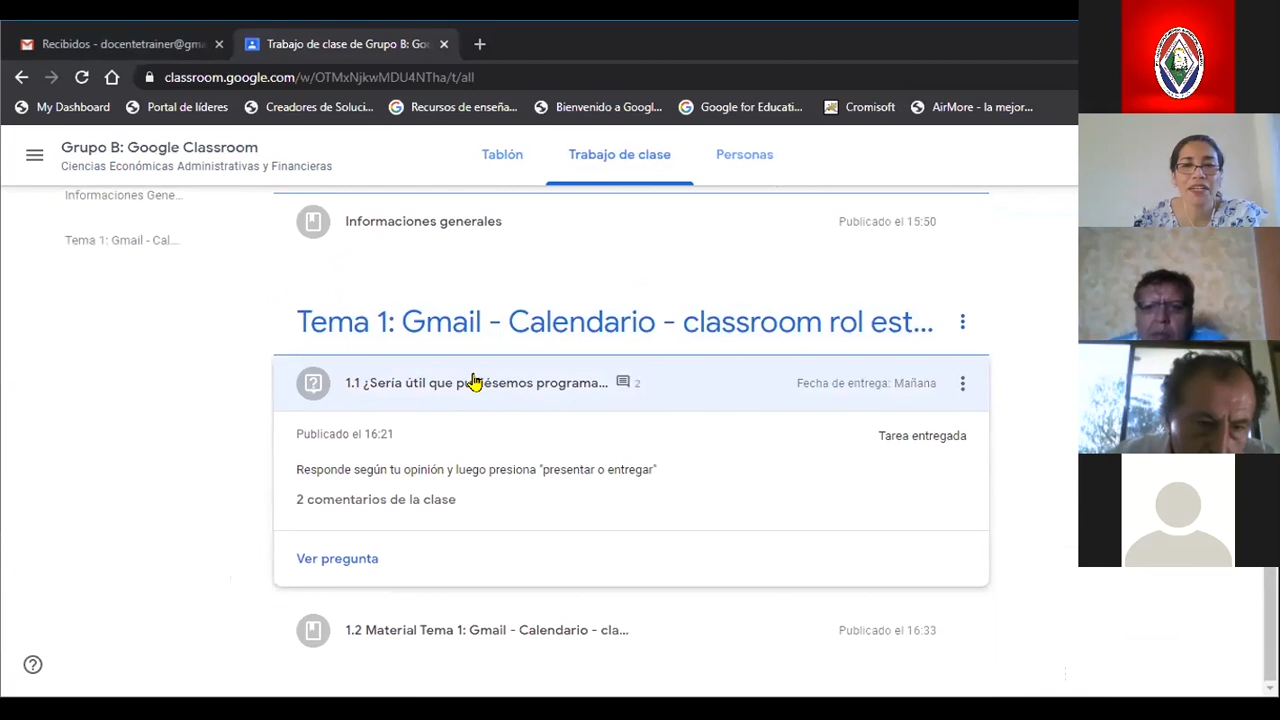 Recibidos - docentetrainer@gma
Trabajo de clase de Grupo B: Goo
classroom.google.com/w/OTMxNjkwMDU4NTha/t/all
My Dashboard
Portal de líderes
Creadores de Soluci...
Recursos de enseña...
Bienvenido a Googl...
Google for Educati...
Cromisoft
AirMore - la mejor...
Grupo B: Google Classroom
Ciencias Económicas Administrativas y Financieras
Tablón
Trabajo de clase
Personas
Informaciones Gene...
Tema 1: Gmail - Cal...
Informaciones generales
Publicado el 15:50
Tema 1: Gmail - Calendario - classroom rol est...
1.1 ¿Sería útil que programa...
2
Fecha de entrega: Mañana
Publicado el 16:21
Tarea entregada
Responde según tu opinión y luego presiona "presentar o entregar"
2 comentarios de la clase
Ver pregunta
1.2 Material Tema 1: Gmail - Calendario - cla...
Publicado el 16:33